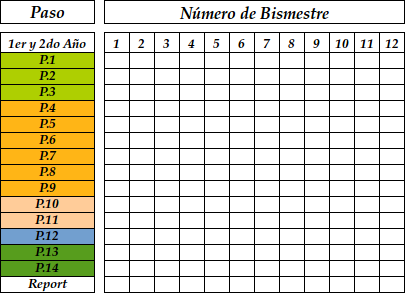 Paso Número de Bismestre
1er y 2do Año 1 2 3 4 5 6 7 8 9 10 11 12
P.1
P.2
P.3
P.4
P.5
P.6
P.7
P.8
P.9
P.10
P.11
P.12
P.13
P.14
Report